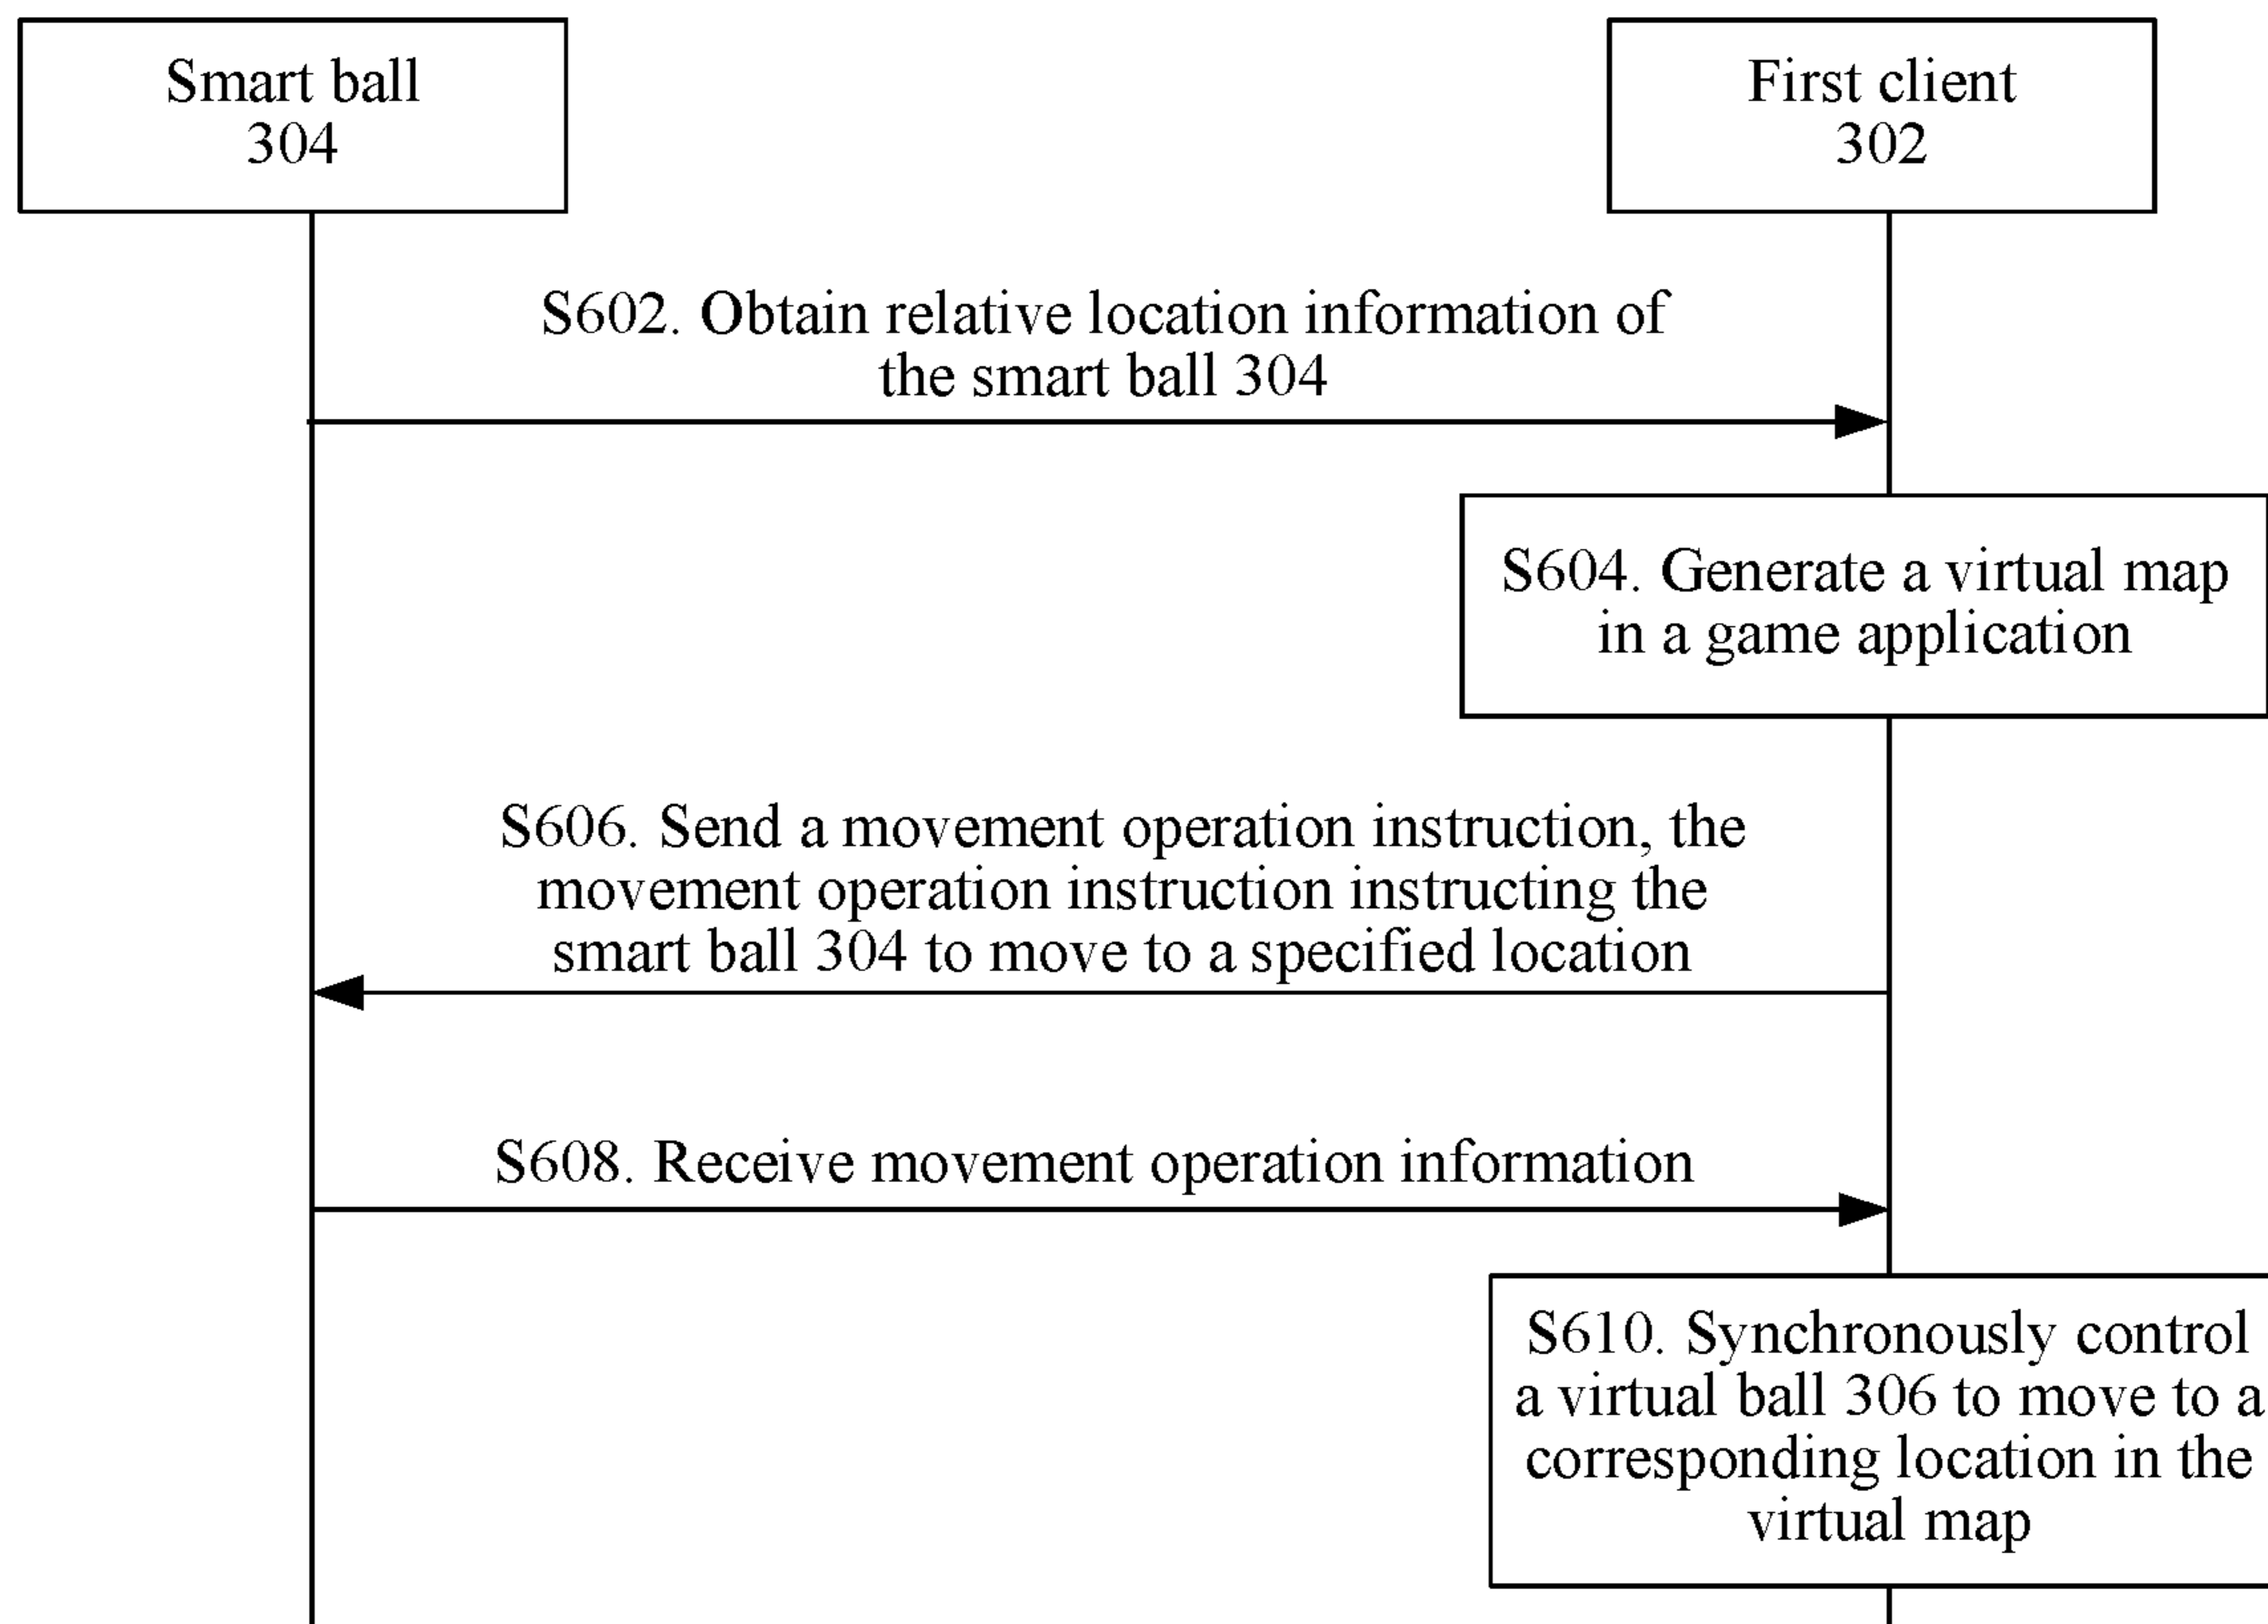 Smart ball
304
First client
302
S602. Obtain relative location information of
the smart ball 304
S604. Generate a virtual map
in a game application
S606. Send a movement operation instruction, the
movement operation instruction instructing the
smart ball 304 to move to a specified location
S608. Receive movement operation information
S610. Synchronously control
a virtual ball 306 to move to a
corresponding location in the
virtual map